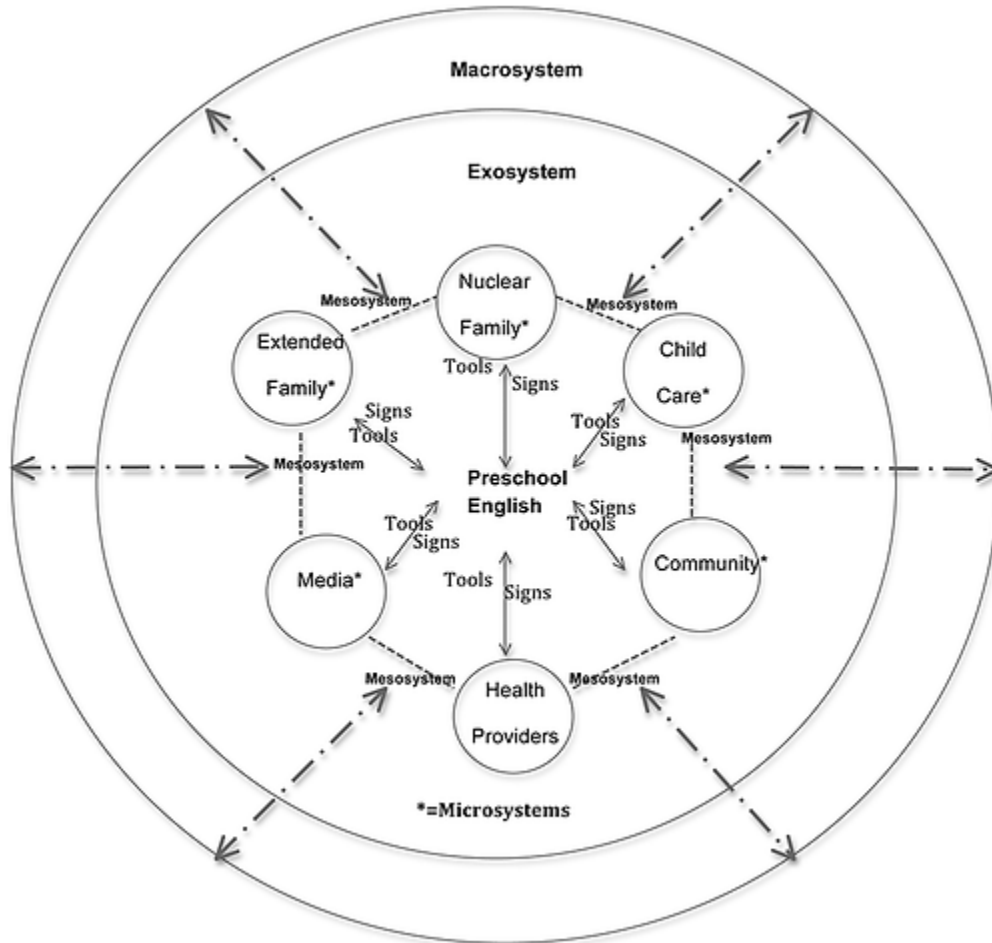 Macrosystem
Exosystem
Nuclear
Family*
Mesosystem
Mesosystem
Extended
Family*
Child
Care*
Tools
Signs
Signs
Tools
Tools
Signs
Mesosystem
Mesosystem
Preschool
English
Tools
Signs
Signs
Tools
Media*
Community*
Tools
Signs
Mesosystem
Mesosystem
Health
Providers
*=Microsystems